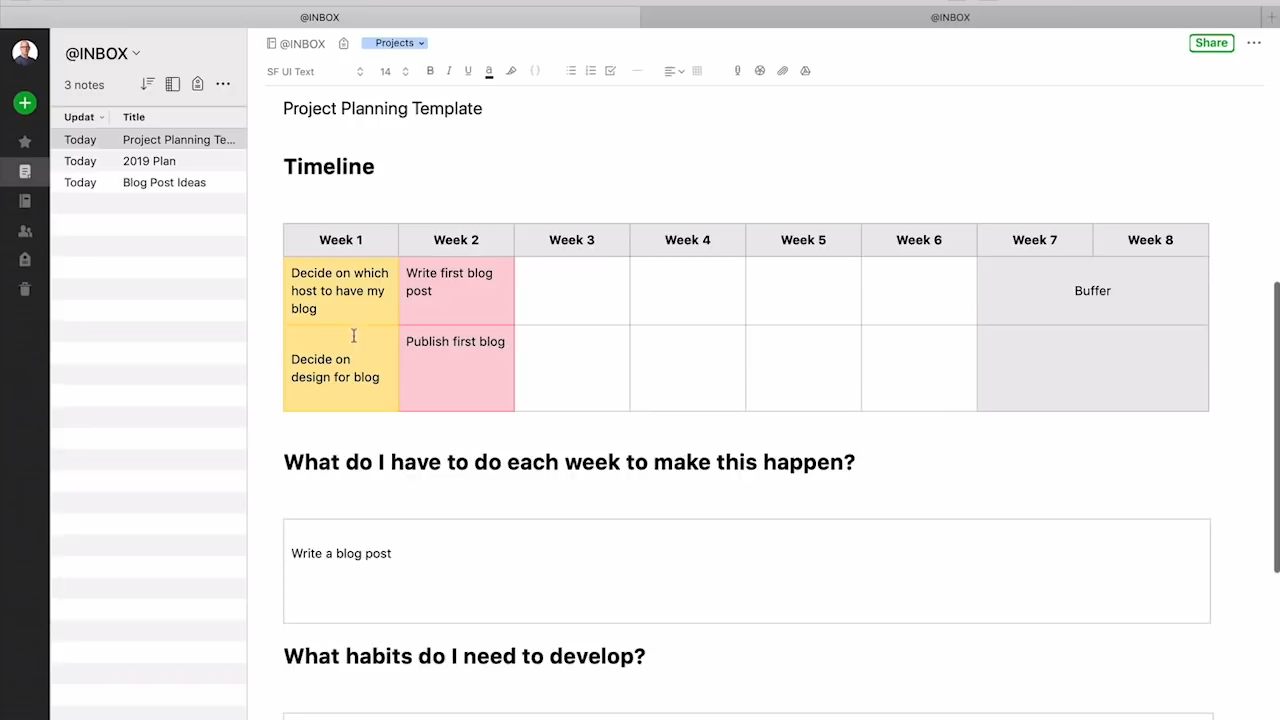 @INBOX
@INBOX
@INBOX
3 notes
Updat
Title
Today
Project Planning Te...
Today
2019 Plan
Today
Blog Post Ideas
@INBOX
Projects
Share
SF UI Text
14
B
I
U
a
Project Planning Template
Timeline
Week 1
Week 2
Week 3
Week 4
Week 5
Week 6
Week 7
Week 8
Decide on which
host to have my
blog
Write first blog
post
Buffer
Decide on
design for blog
Publish first blog
What do I have to do each week to make this happen?
Write a blog post
What habits do I need to develop?